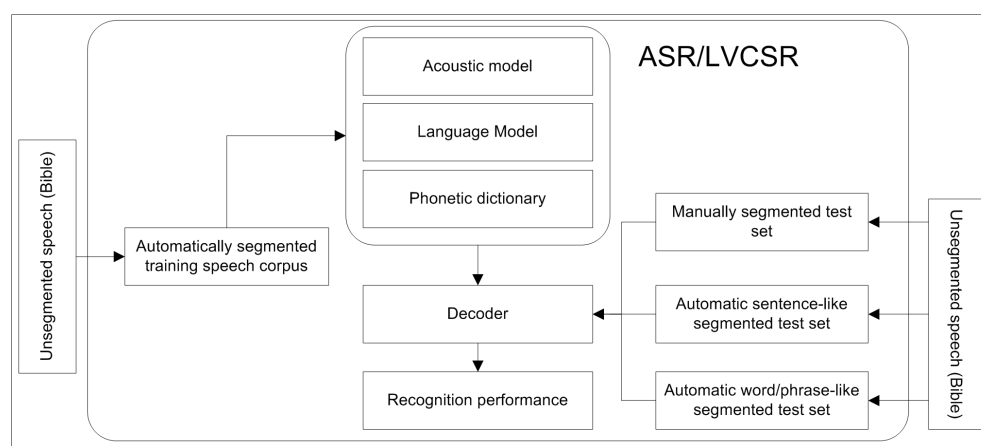 ASR/LVCSR
Acoustic model
Language Model
Phonetic dictionary
Unsegmented speech (Bible)
Automatically segmented
training speech corpus
Decoder
Recognition performance
Manually segmented test
set
Automatic sentence-like
segmented test set
Automatic word/phrase-like
segmented test set
Unsegmented speech (Bible)